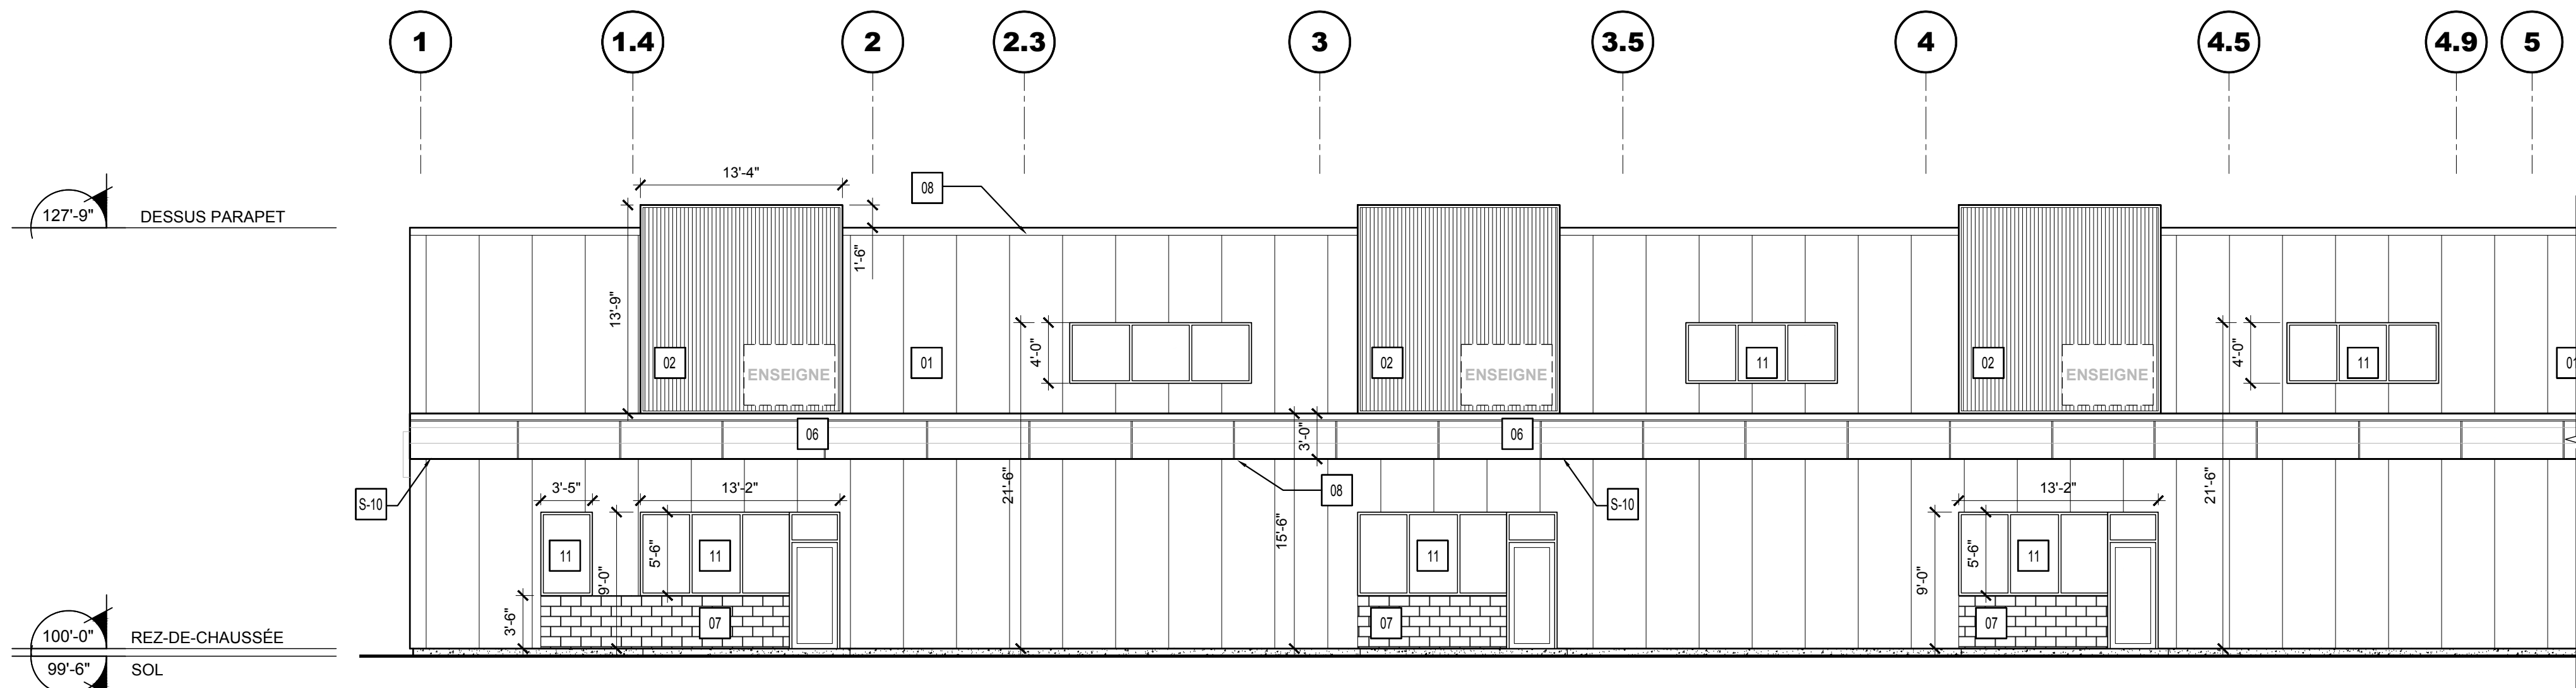 1 1.4 2 2.3 3 3.5 4 4.5 4.9 5
13'-4"
08
127'-9" DESSUS PARAPET
1'-6"
13'-9"
4'-0"
4'-0"
02 01 02 11 02 11
ENSEIGNE ENSEIGNE ENSEIGNE
06 3'-0" 06
S-10 3'-5" 13'-2" 21'-6" 08 S-10 13'-2" 21'-6"
15'-6"
11 11 5'-6" 9'-0" 11 9'-0" 5'-6" 11
3'-6" 07 07 07
100'-0" REZ-DE-CHAUSSÉE
99'-6" SOL